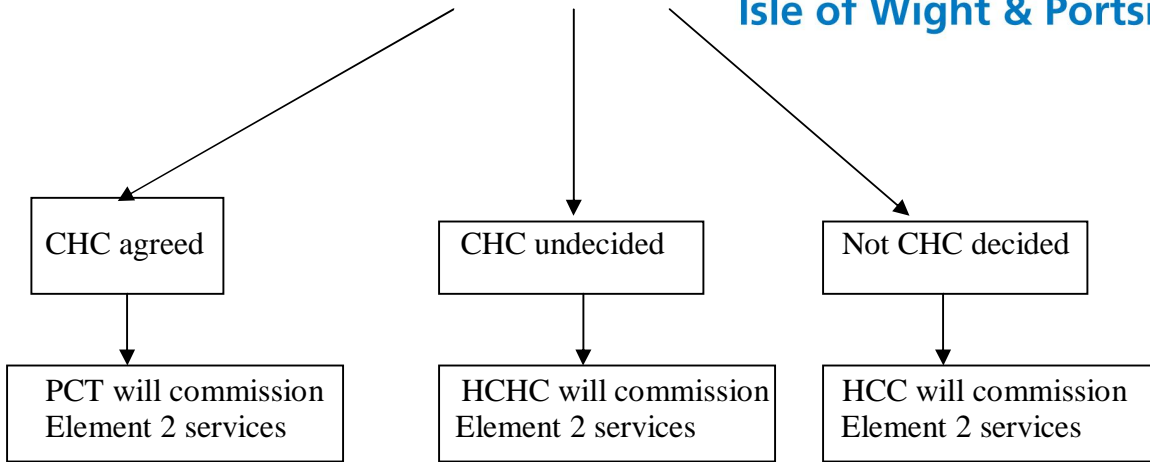 Isle of Wight &
CHC agreed
CHC undecided
Not CHC decided
PCT will commission
Element 2 services
HCHC will commission
Element 2 services
HCC will commission
Element 2 services